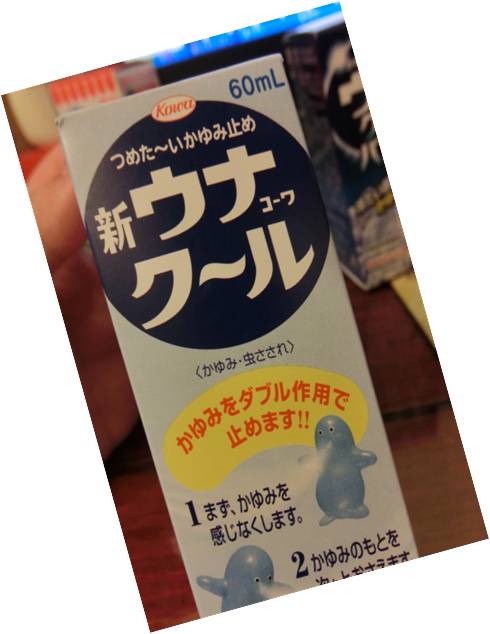 60mL
Kowa
つめた〜いかゆみ止め
新ウナ
コーワ
ク〜ル
〈かゆみ・虫さされ〉
かゆみをダブル作用で
止めます!!
1まず、かゆみを
感じなくします。
2かゆみのもとを